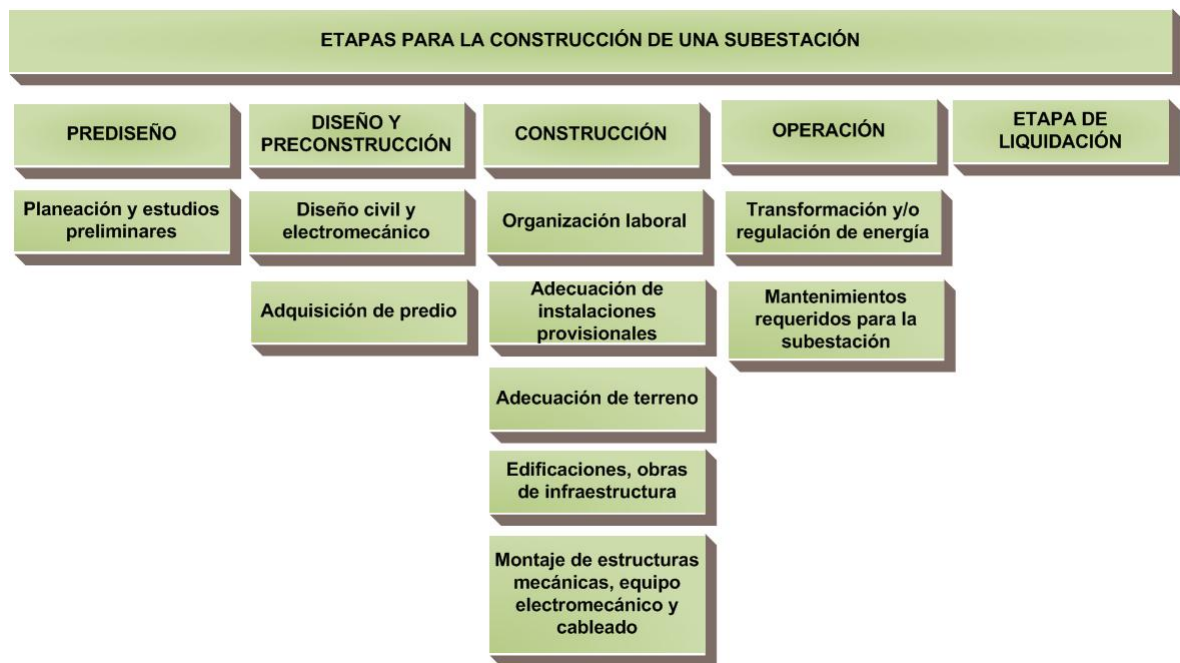 ETAPAS PARA LA CONSTRUCCIÓN DE UNA SUBESTACIÓN
PREDISEÑO
Planeación y estudios
preliminares
DISEÑO Y
PRECONSTRUCCIÓN
Diseño civil y
electromecánico
Adquisición de predio
CONSTRUCCIÓN
Organización laboral
Adecuación de
instalaciones
provisionales
Adecuación de terreno
Edificaciones, obras
de infraestructura
Montaje de estructuras
mecánicas, equipo
electromecánico y
cableado
OPERACIÓN
Transformación y/o
regulación de energía
Mantenimientos
requeridos para la
subestación
ETAPA DE
LIQUIDACIÓN